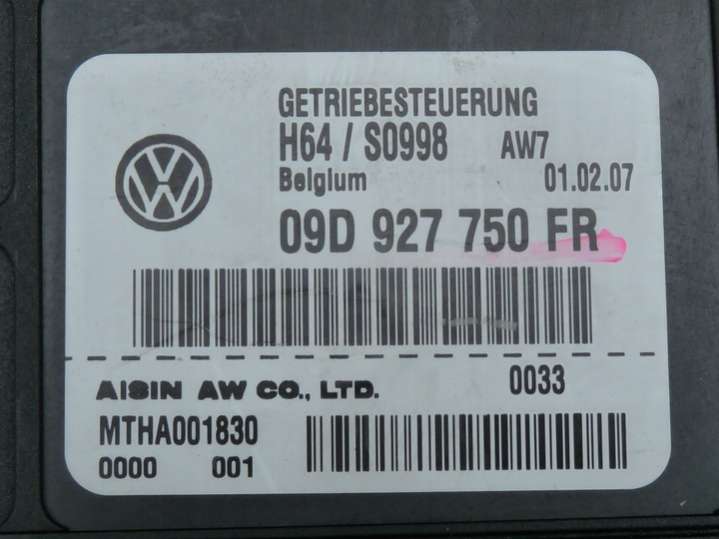 GETRIEBESTEUERUNG
H64 / S0998 AW7
Belgium 01.02.07
09D 927 750 FR
AISIN AW CO., LTD. 0033
MTHA001830
0000 001